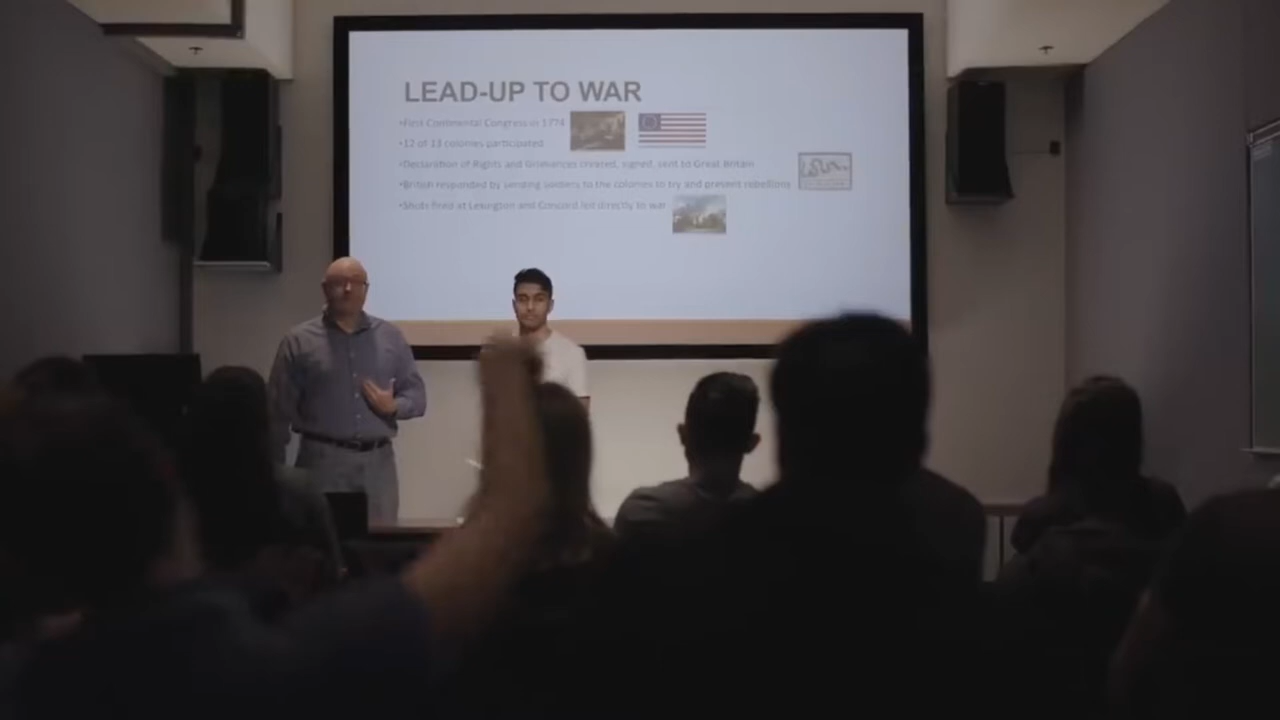 LEAD-UP TO WAR
•First Continental Congress in 1774
•12 of 13 colonies participated
•Declaration of Rights and Grievances created, signed, sent to Great Britain
•British responded by sending soldiers to the colonies to try and prevent rebellions
•Shots fired at Lexington and Concord led directly to war